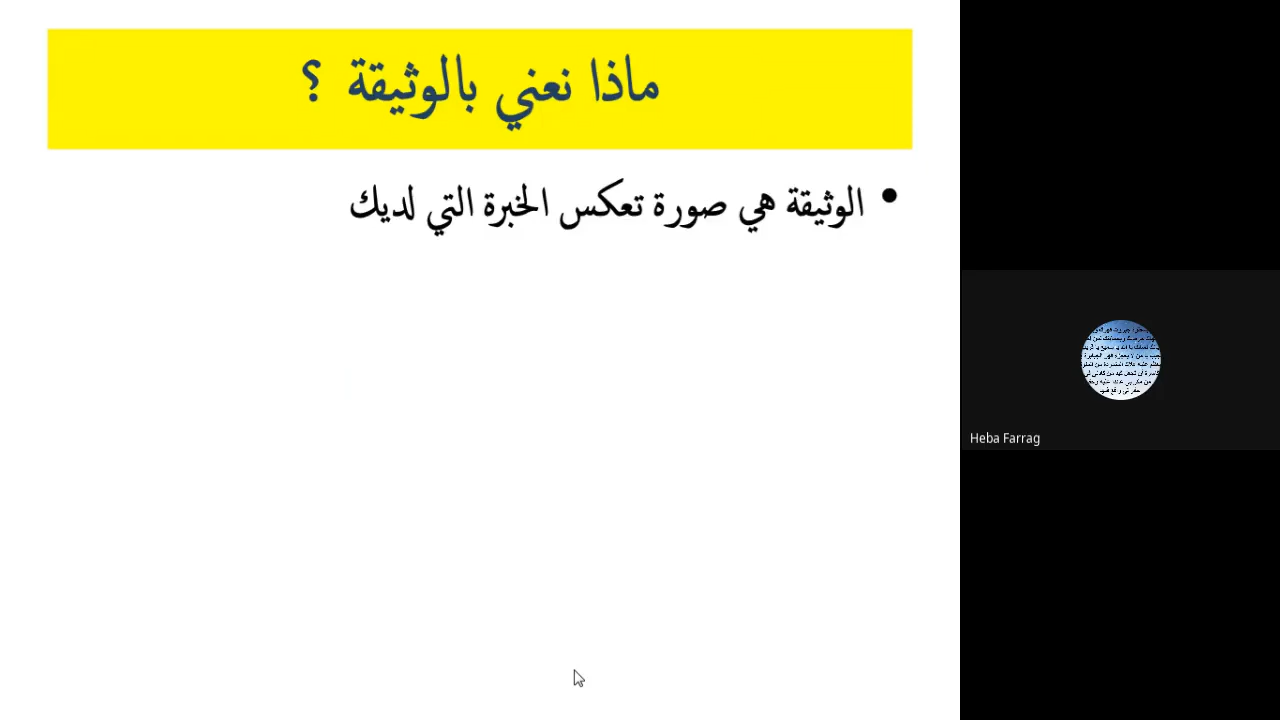 ماذا نعني بالوثيقة ؟
• الوثيقة هي صورة تعكس الخبرة التي لديك
Heba Farrag